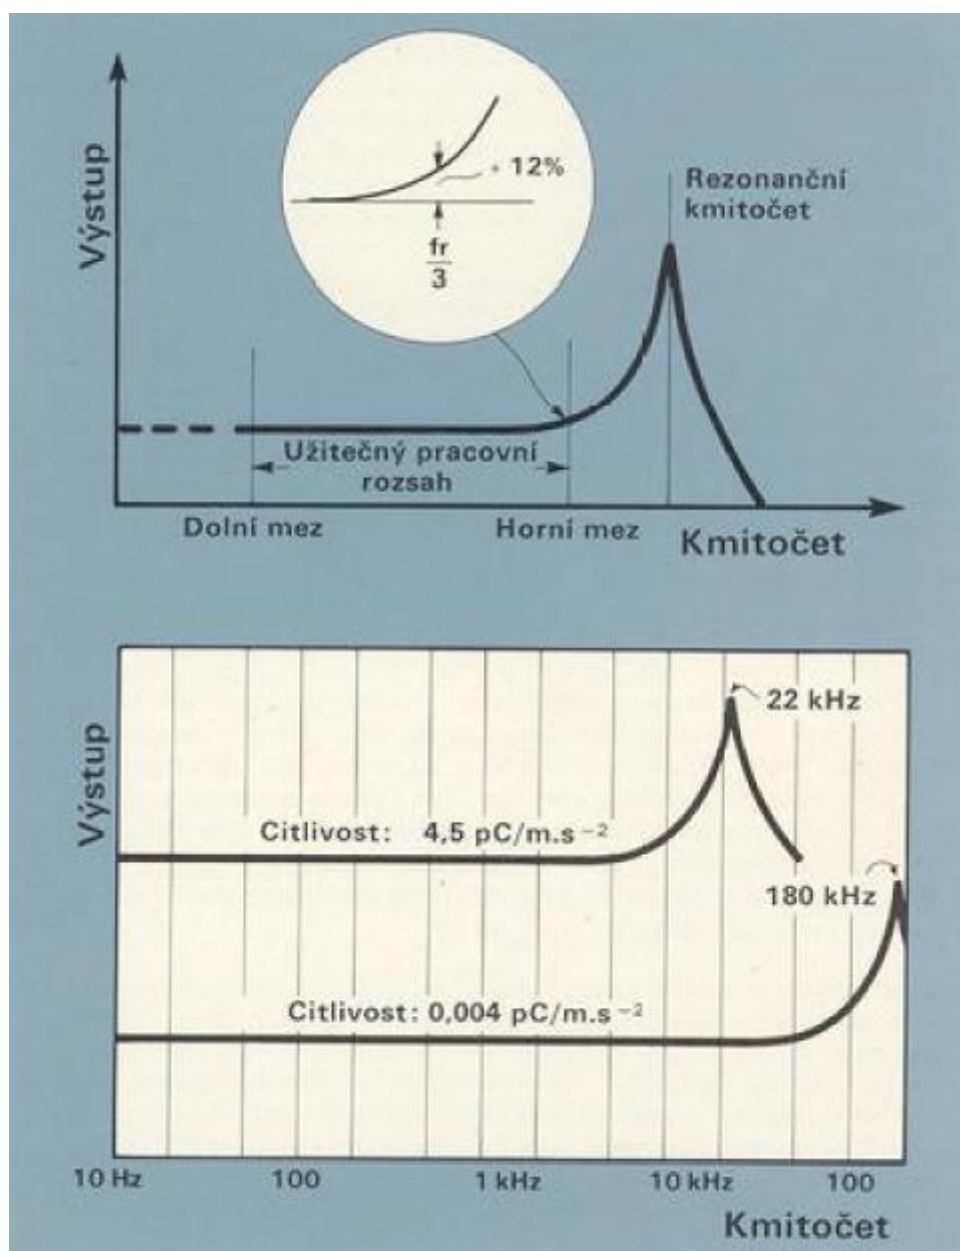 Výstup
+ 12%
fr
3
Rezonanční
kmitočet
Užitečný pracovní
rozsah
Dolní mez
Horní mez
Kmitočet
Výstup
22 kHz
Citlivost: 4,5 pC/m.s⁻²
180 kHz
Citlivost: 0,004 pC/m.s⁻²
10 Hz
100
1 kHz
10 kHz
100
Kmitočet